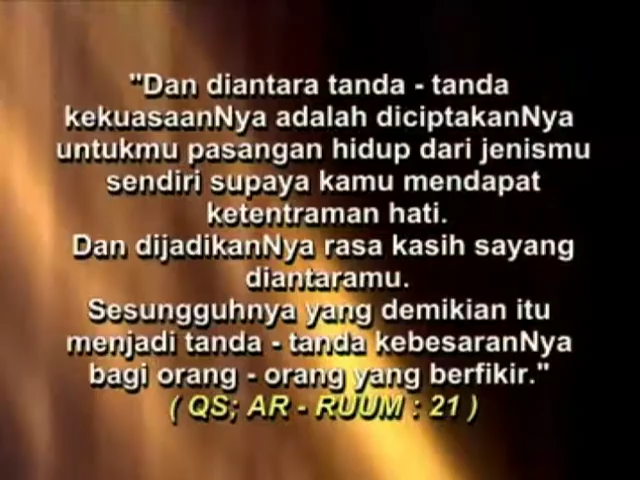 "Dan diantara tanda - tanda
kekuasaanNya adalah diciptakanNya
untukmu pasangan hidup dari jenismu
sendiri supaya kamu mendapat
ketentraman hati.
Dan dijadikanNya rasa kasih sayang
diantaramu.
Sesungguhnya yang demikian itu
menjadi tanda - tanda kebesaranNya
bagi orang - orang yang berfikir."
( QS; AR - RUUM : 21 )